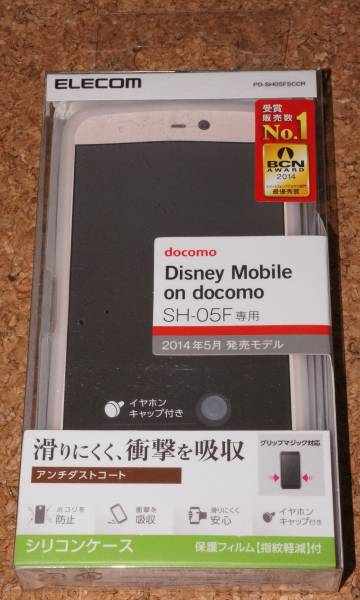 ELECOM
PD-SH05FSCCR
受賞
販売数
No.1
BCN
AWARD
2014
最優秀賞
docomo
Disney Mobile
on docomo
SH-05F 専用
2014年5月 発売モデル
イヤホン
キャップ付き
滑りにくく、衝撃を吸収
アンチダストコート
グリップマジック対応
ホコリを
防止
衝撃を
吸収
滑りにくく
安心
イヤホン
キャップ付き
シリコンケース
保護フィルム【指紋軽減】付